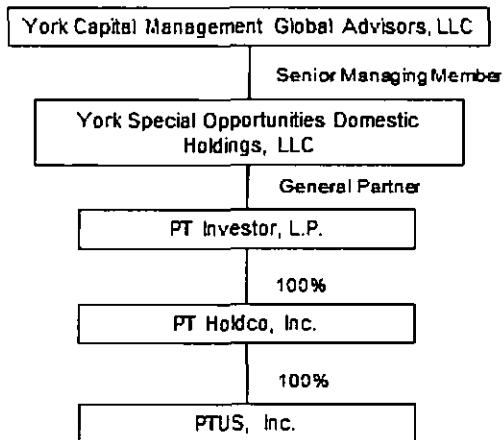 York Capital Management Global Advisors, LLC
Senior Managing Member
York Special Opportunities Domestic
Holdings, LLC
General Partner
PT Investor, L.P.
100%
PT Holdco, Inc.
100%
PTUS, Inc.